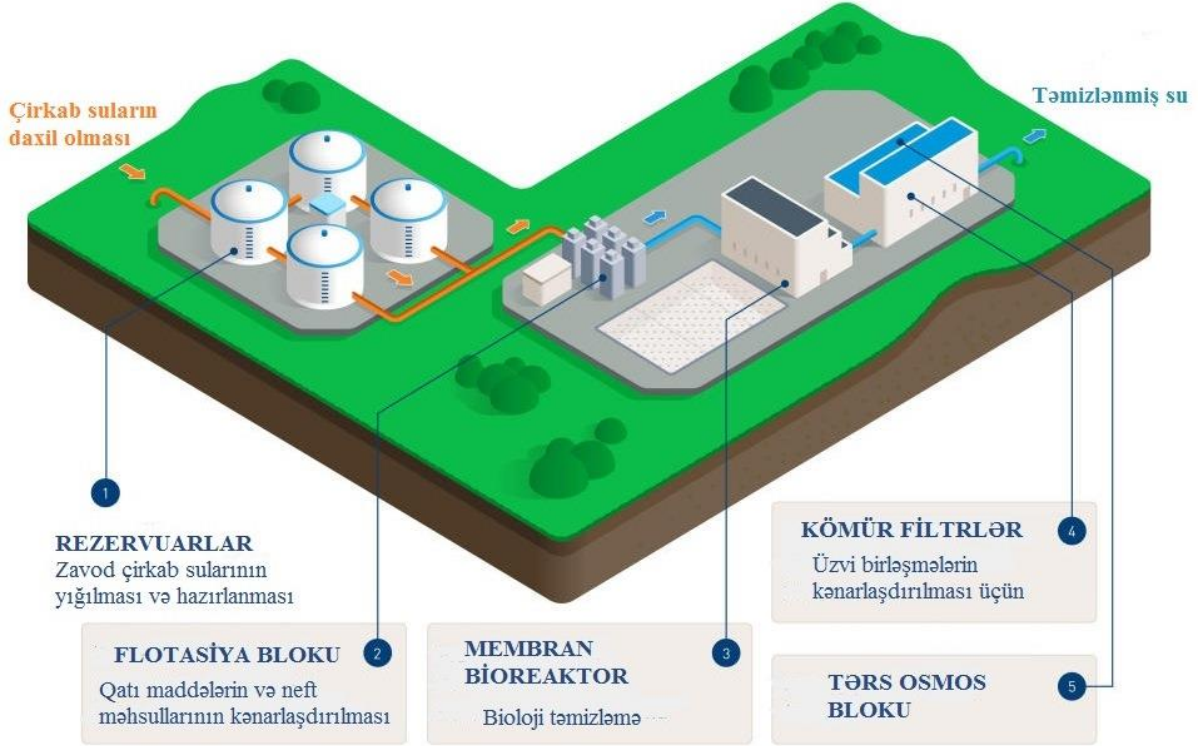 Çirkab suların
daxil olması
Təmizlənmiş su
1
REZERVUARLAR
Zavod çirkab sularının
yığılması və hazırlanması
FLOTASİYA BLOKU
2
Qatı maddələrin və neft
məhsullarının kənarlaşdırılması
MEMBRAN
BİOREAKTOR
3
Bioloji təmizləmə
KÖMÜR FİLTRLƏR
4
Üzvi birləşmələrin
kənarlaşdırılması üçün
TƏRS OSMOS
BLOKU
5